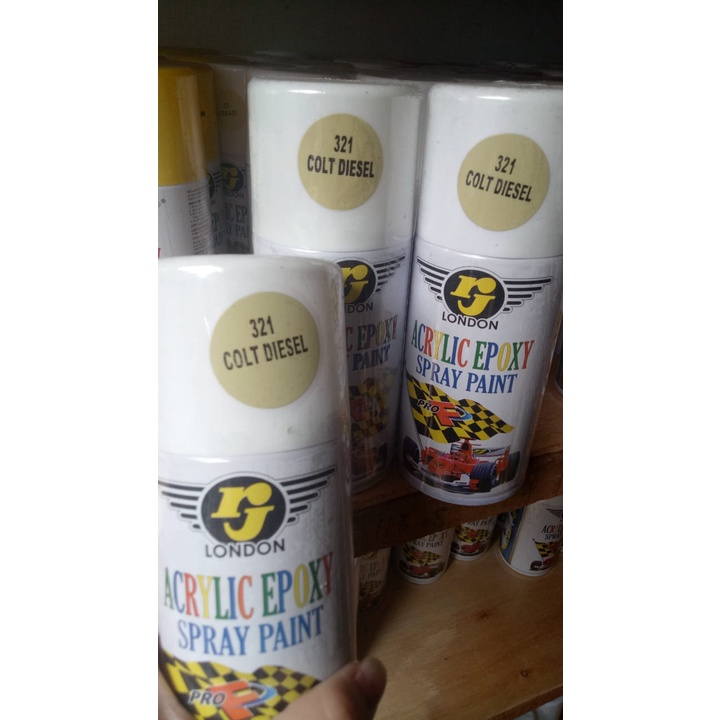 321
COLT DIESEL
321
COLT DIESEL
321
COLT DIESEL
rj
LONDON
ACRYLIC EPOXY
SPRAY PAINT
PRO
rj
LONDON
ACRYLIC EPOXY
SPRAY PAINT
PRO F